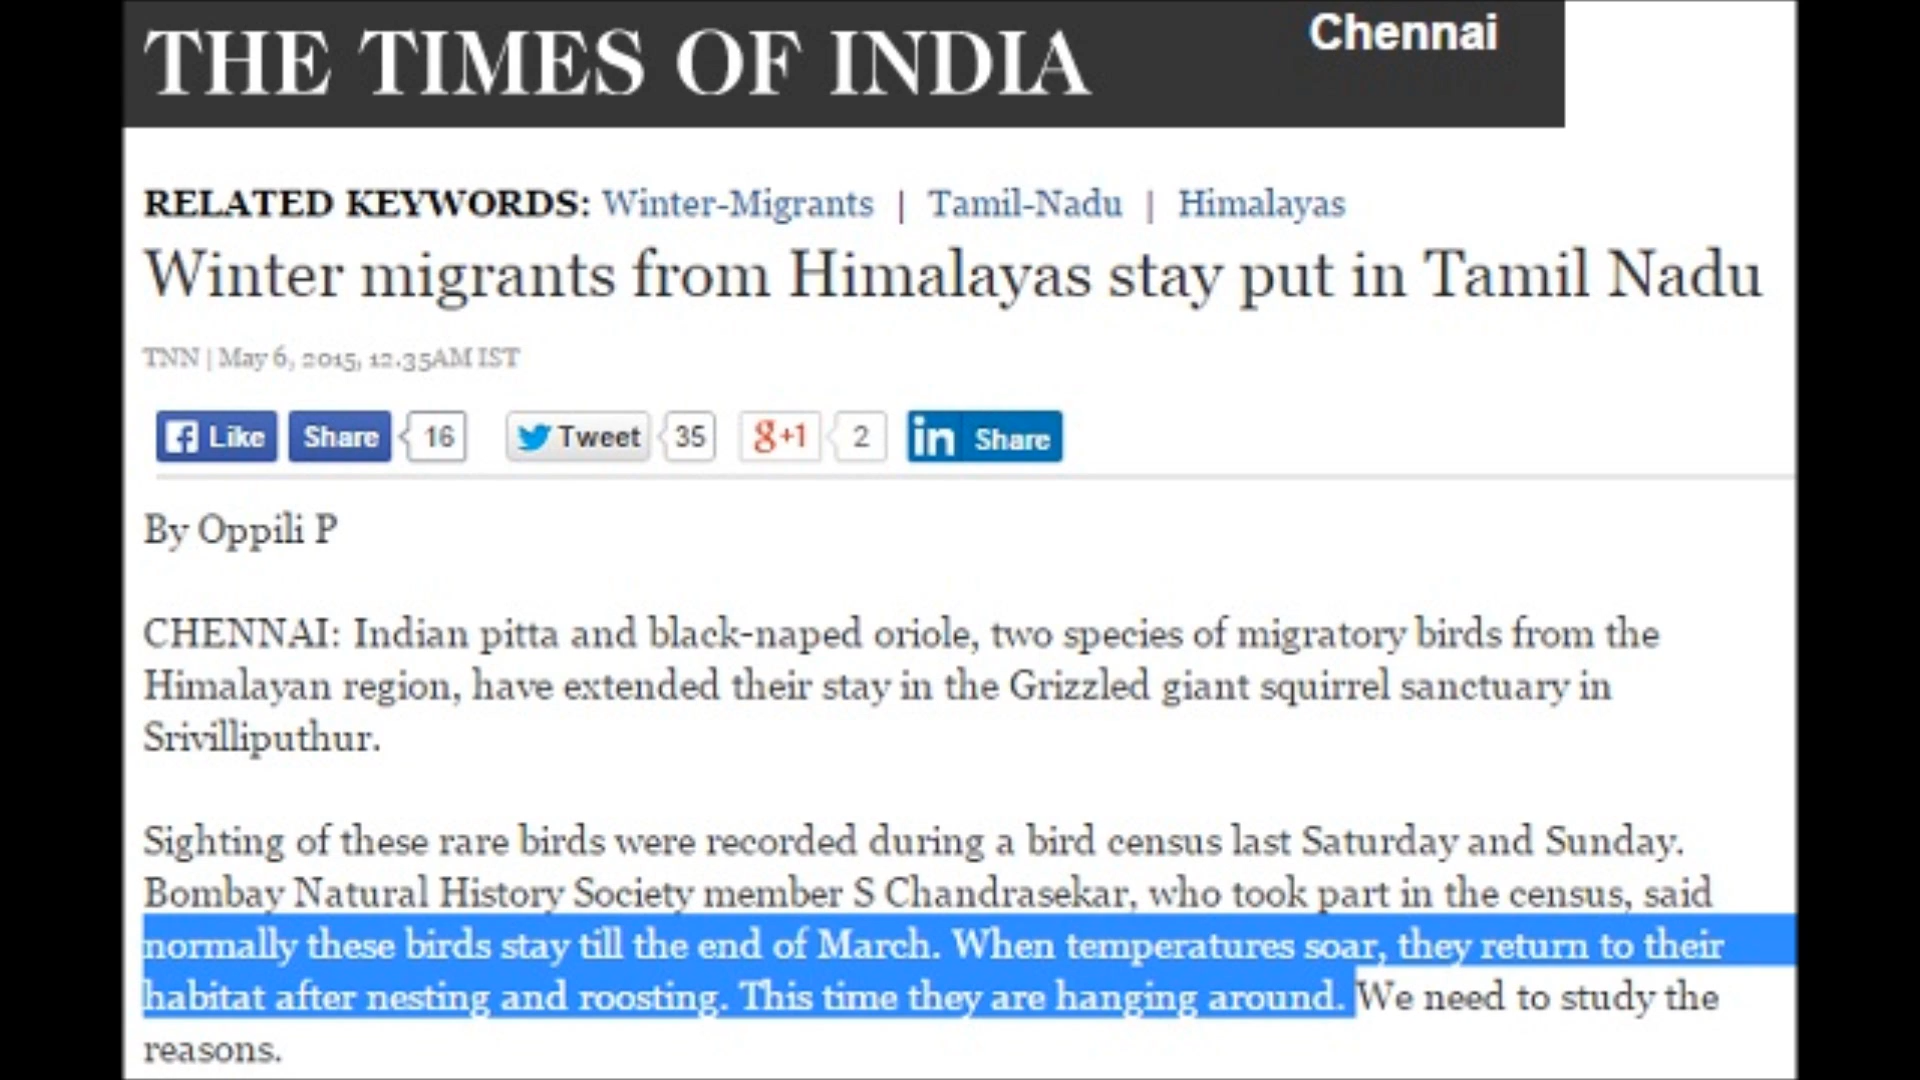 THE TIMES OF INDIA
Chennai
RELATED KEYWORDS: Winter-Migrants | Tamil-Nadu | Himalayas
Winter migrants from Himalayas stay put in Tamil Nadu
TNN | May 6, 2015, 12.35AM IST
Like Share 16 Tweet 35 g+1 2 in Share
By Oppili P
CHENNAI: Indian pitta and black-naped oriole, two species of migratory birds from the
Himalayan region, have extended their stay in the Grizzled giant squirrel sanctuary in
Srivilliputhur.
Sighting of these rare birds were recorded during a bird census last Saturday and Sunday.
Bombay Natural History Society member S Chandrasekar, who took part in the census, said
normally these birds stay till the end of March. When temperatures soar, they return to their
habitat after nesting and roosting. This time they are hanging around. We need to study the
reasons.